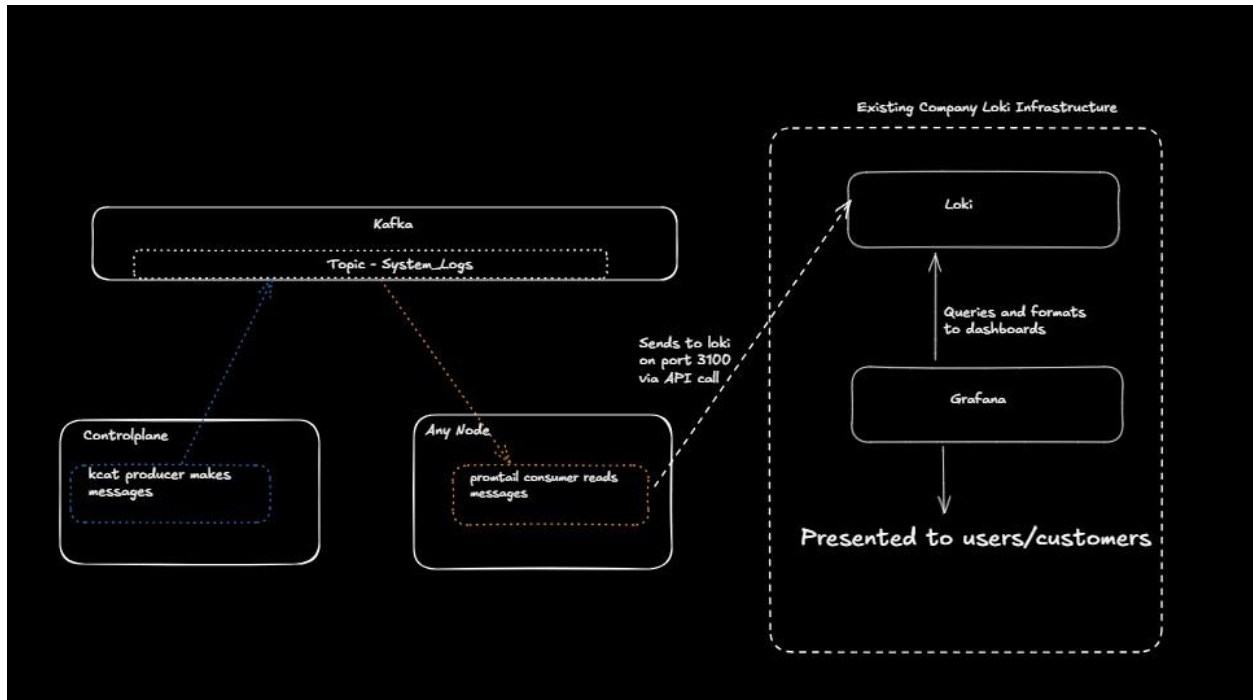 Existing Company Loki Infrastructure
Loki
Kafka
Topic - System_Logs
Queries and formats
to dashboards
Sends to loki
on port 3100
via API call
Grafana
Controlplane
kcat producer makes
messages
Any Node
promtail consumer reads
messages
Presented to users/customers